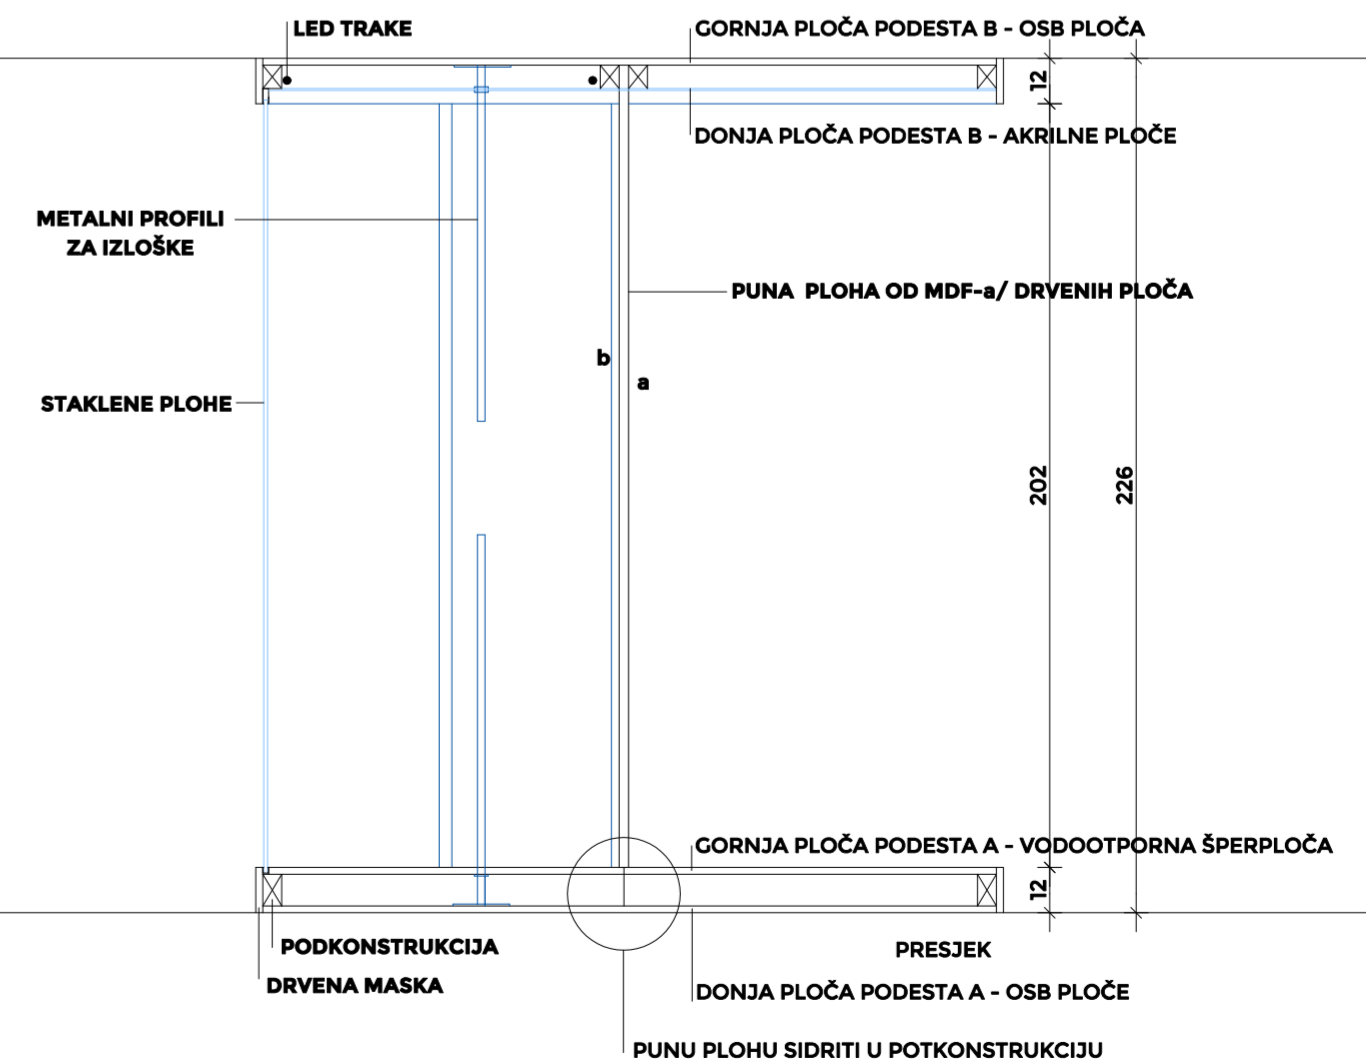 LED TRAKE
GORNJA PLOČA PODESTA B - OSB PLOČA
12
DONJA PLOČA PODESTA B - AKRILNE PLOČE
METALNI PROFILI
ZA IZLOŠKE
PUNA PLOHA OD MDF-a/ DRVENIH PLOČA
b
a
STAKLENE PLOHE
202
226
GORNJA PLOČA PODESTA A - VODOOTPORNA ŠPERPLOČA
12
PODKONSTRUKCIJA
PRESJEK
DRVENA MASKA
DONJA PLOČA PODESTA A - OSB PLOČE
PUNU PLOHU SIDRITI U POTKONSTRUKCIJU